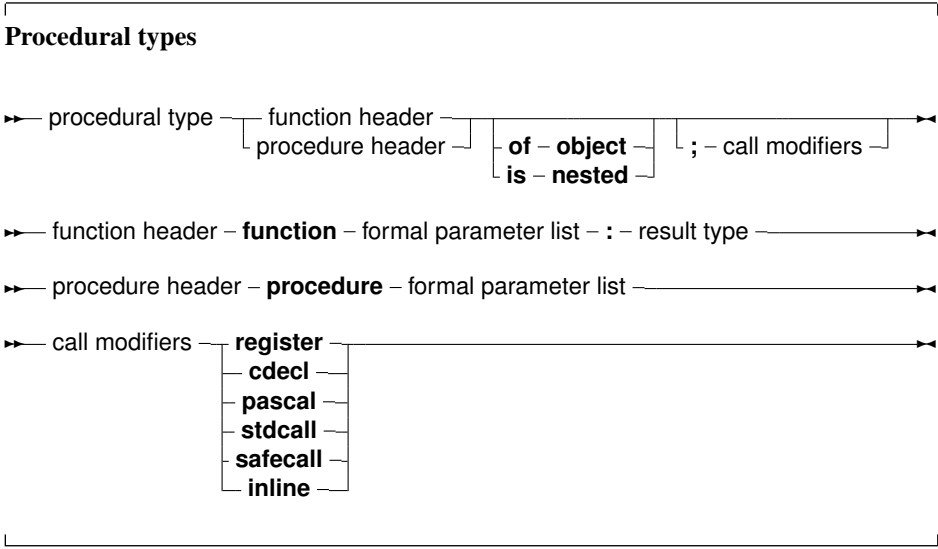 Procedural types
procedural type function header
procedure header of object ; call modifiers
is nested
function header function formal parameter list : result type
procedure header procedure formal parameter list
call modifiers register
cdecl
pascal
stdcall
safecall
inline